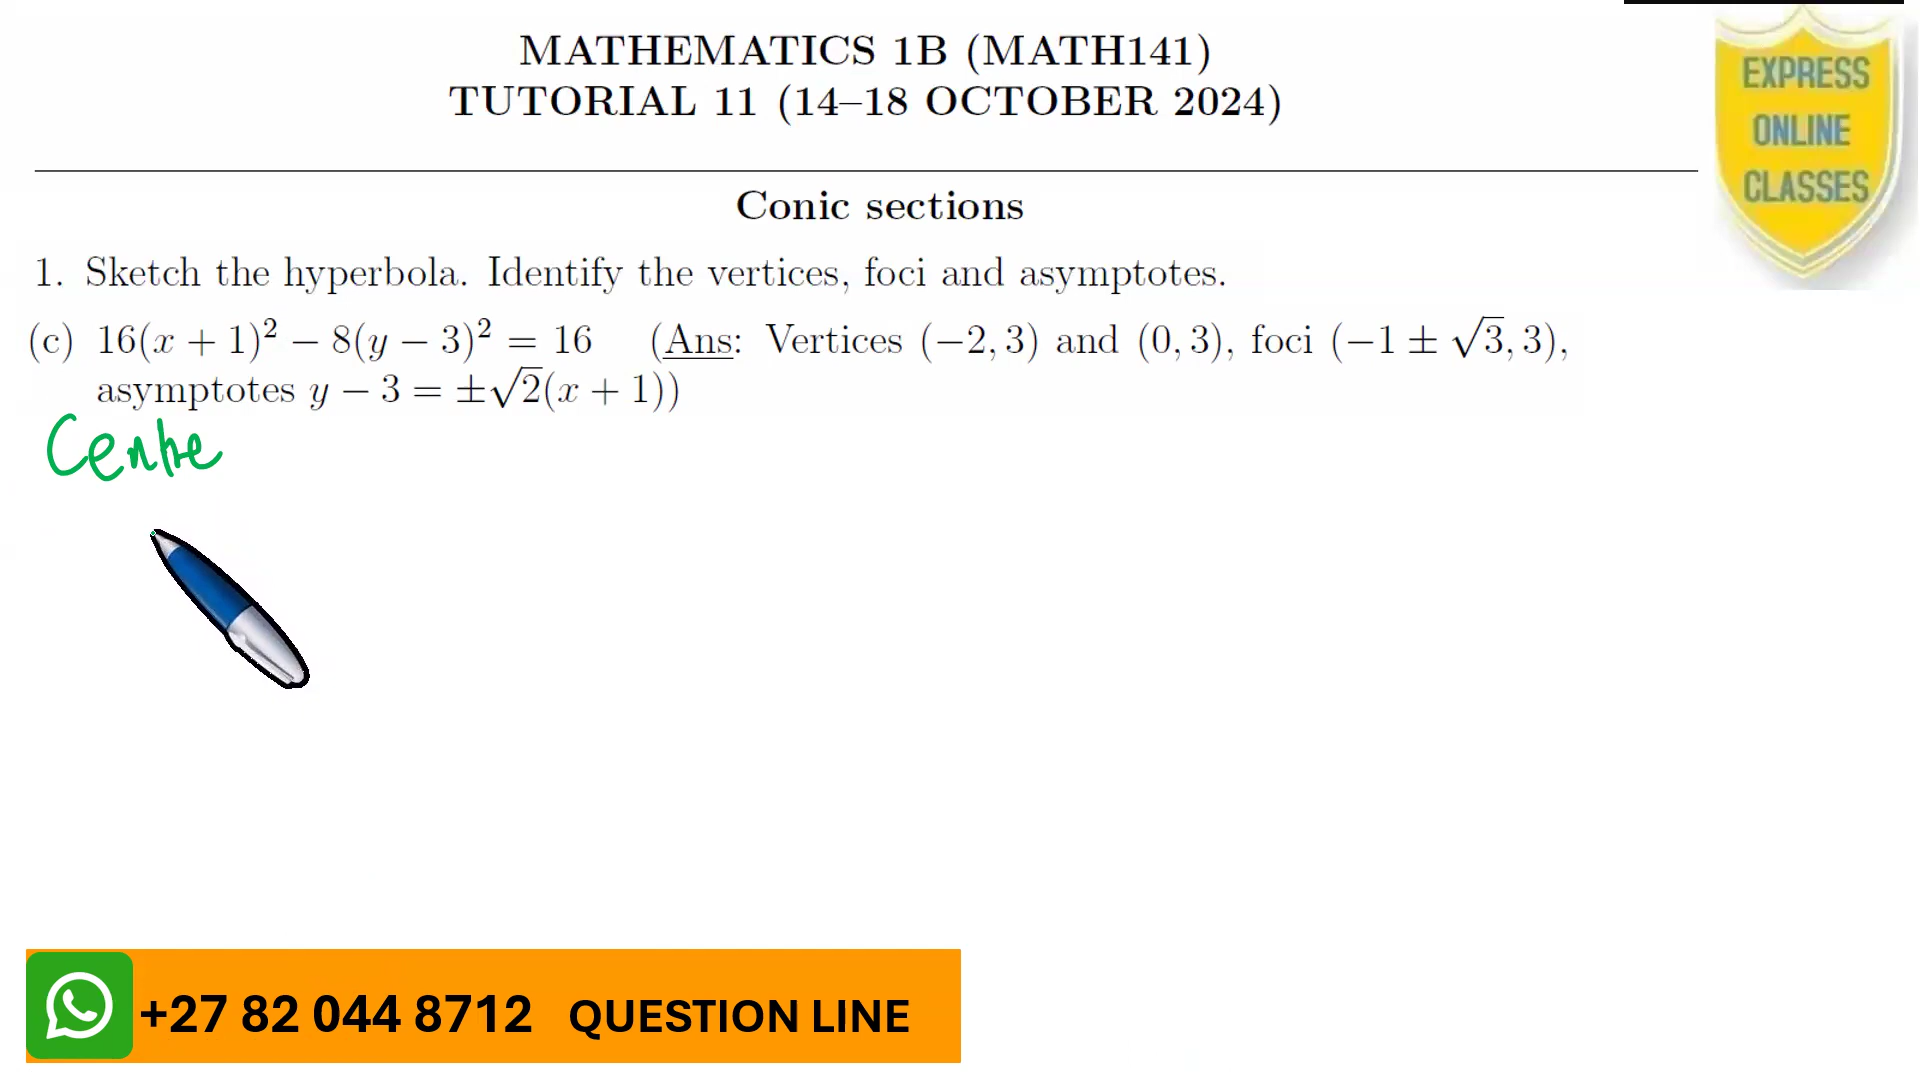 MATHEMATICS 1B (MATH141)
TUTORIAL 11 (14–18 OCTOBER 2024)
EXPRESS
ONLINE
CLASSES
Conic sections
1. Sketch the hyperbola. Identify the vertices, foci and asymptotes.
(c) 16(x + 1)² − 8(y − 3)² = 16 (Ans: Vertices (−2, 3) and (0, 3), foci (−1 ± √3, 3),
asymptotes y − 3 = ±√2(x + 1))
Centre
+27 82 044 8712 QUESTION LINE